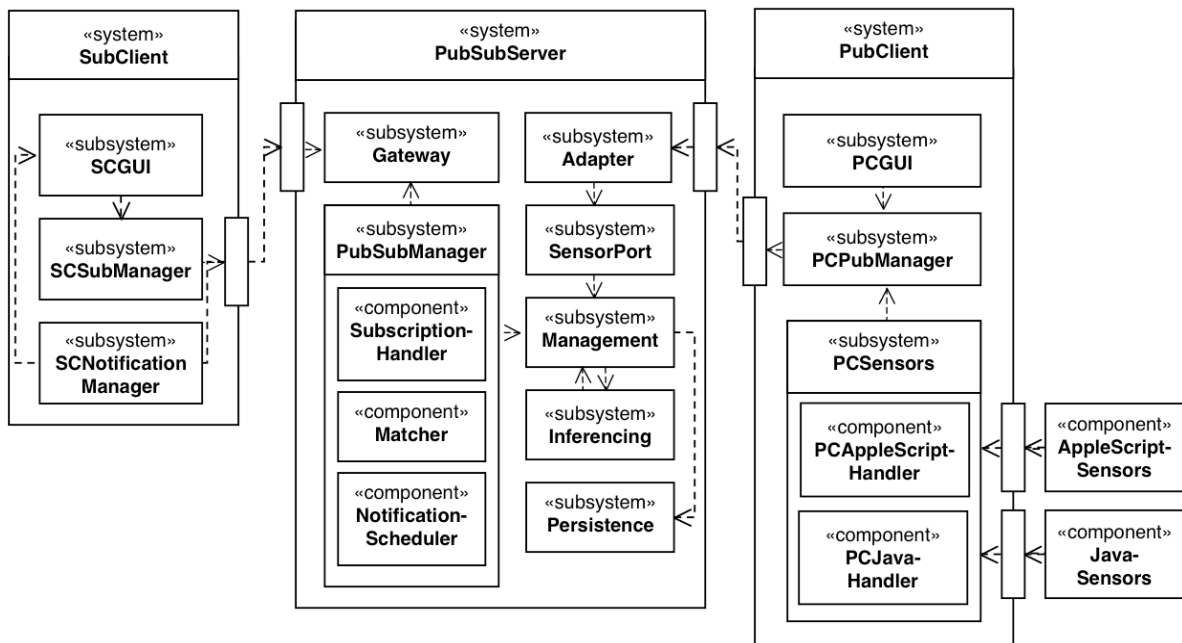 «system»
SubClient
«subsystem»
SCGUI
«subsystem»
SCSubManager
«subsystem»
SCNotification
Manager
«system»
PubSubServer
«subsystem»
Gateway
«subsystem»
PubSubManager
«component»
Subscription-
Handler
«component»
Matcher
«component»
Notification-
Scheduler
«subsystem»
Adapter
«subsystem»
SensorPort
«subsystem»
Management
«subsystem»
Inferencing
«subsystem»
Persistence
«system»
PubClient
«subsystem»
PCGUI
«subsystem»
PCPubManager
«subsystem»
PCSensors
«component»
PCAppleScript-
Handler
«component»
PCJava-
Handler
«component»
AppleScript-
Sensors
«component»
Java-
Sensors